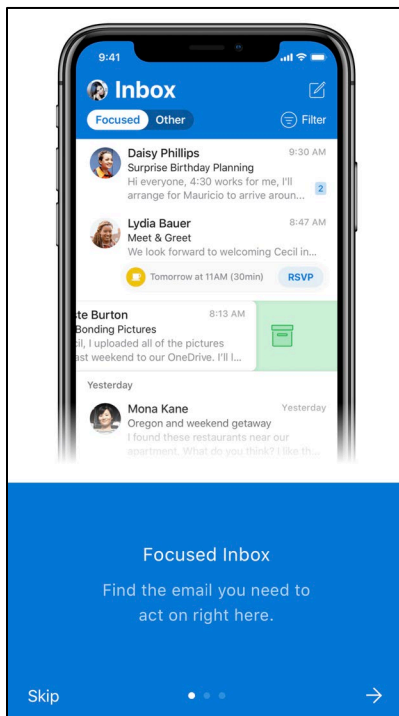 9:41
Inbox
Focused Other Filter
Daisy Phillips 9:30 AM
Surprise Birthday Planning
Hi everyone, 4:30 works for me, I'll
arrange for Mauricio to arrive aroun... 2
Lydia Bauer 8:47 AM
Meet & Greet
We look forward to welcoming Cecil in...
Tomorrow at 11AM (30min) RSVP
ste Burton 8:13 AM
Bonding Pictures
cil, I uploaded all of the pictures
ast weekend to our OneDrive. I'll l...
Yesterday
Mona Kane Yesterday
Oregon and weekend getaway
I found these restaurants near our
apartment. What do you think? I like th...
Focused Inbox
Find the email you need to
act on right here.
Skip